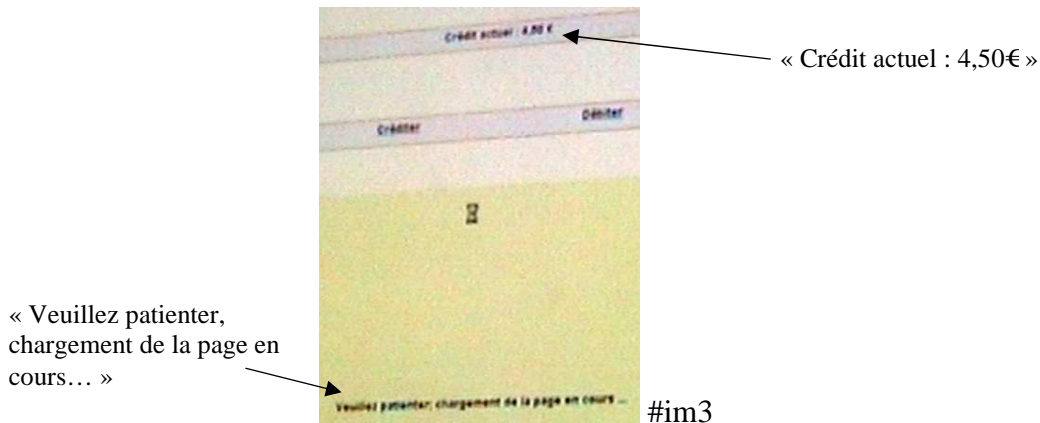 Crédit actuel : 4,50 €
« Crédit actuel : 4,50€ »
Créditer Débiter
« Veuillez patienter,
chargement de la page en
cours… »
Veuillez patienter, chargement de la page en cours ...
#im3